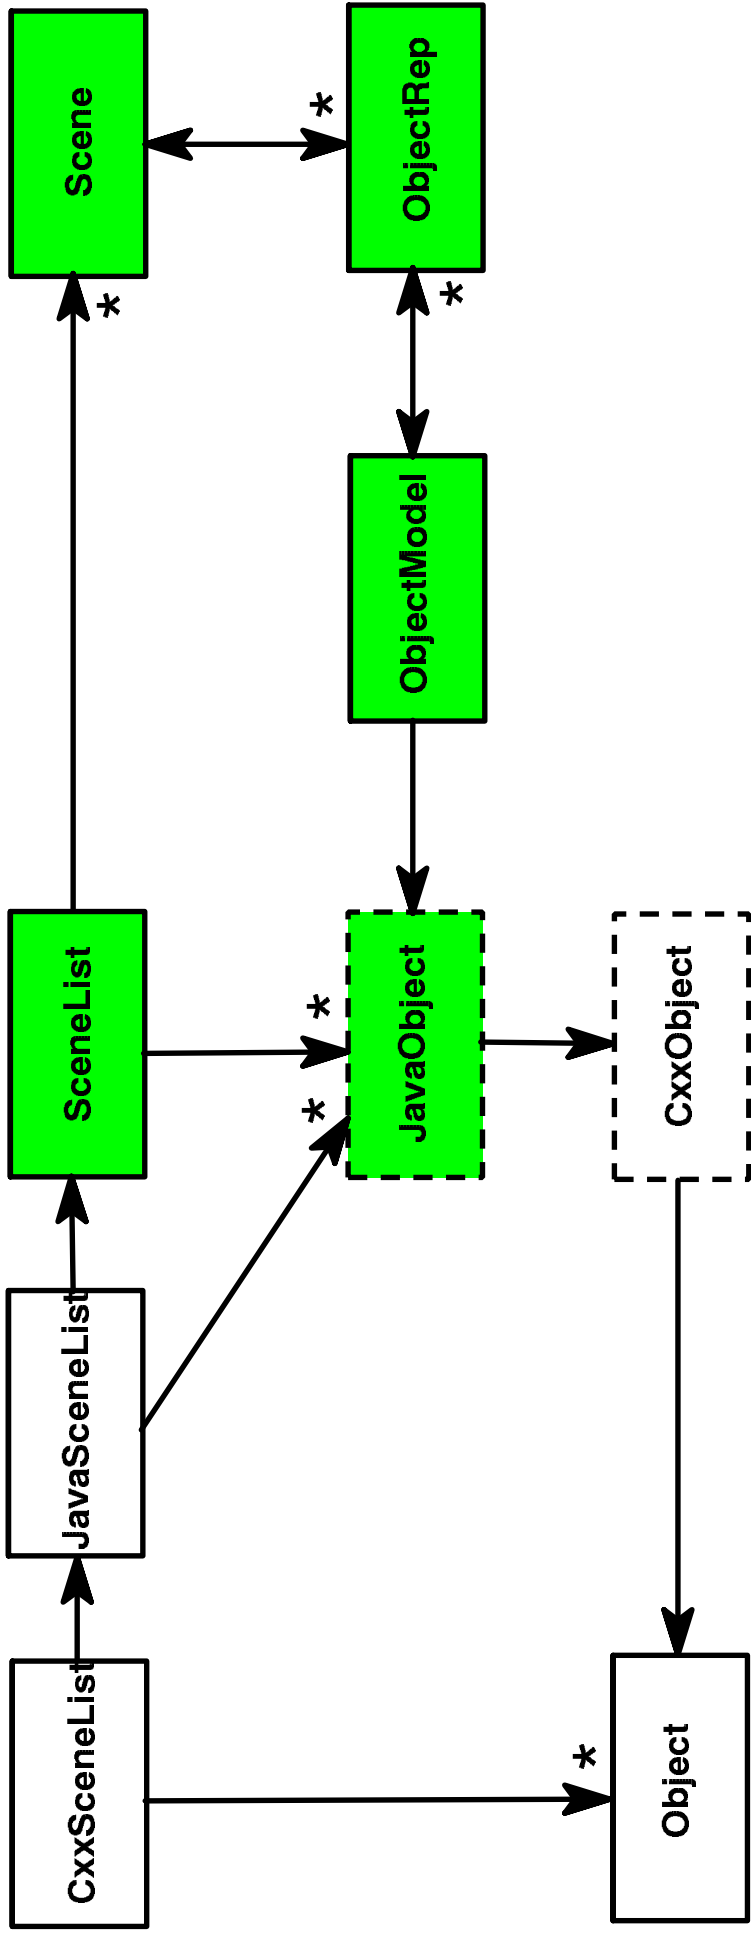 CxxSceneList
JavaSceneList
SceneList
Scene
*
*
*
*
JavaObject
ObjectModel
*
ObjectRep
*
Object
CxxObject